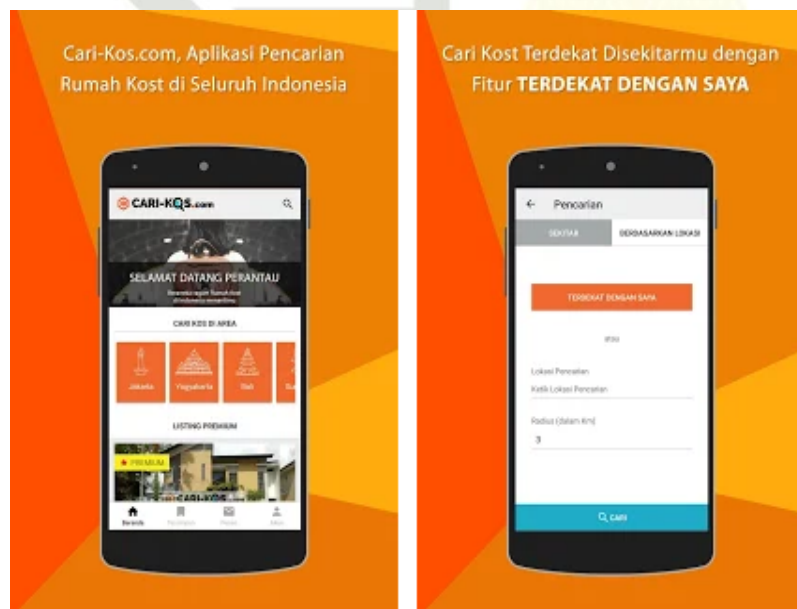 Cari-Kos.com, Aplikasi Pencarian
Rumah Kost di Seluruh Indonesia
CARI-KOS.com
SELAMAT DATANG PERANTAU
CARI KOS DI AREA
Jakarta
Yogyakarta
Bali
LISTING PREMIUM
PREMIUM
CARI-KOS
Beranda
Cari Kost Terdekat Disekitarmu dengan
Fitur TERDEKAT DENGAN SAYA
Pencarian
SEKITAR BERDASARKAN LOKASI
TERDEKAT DENGAN SAYA
atau
Lokasi Pencarian
Ketik Lokasi Pencarian
Radius (dalam Km)
3
CARI